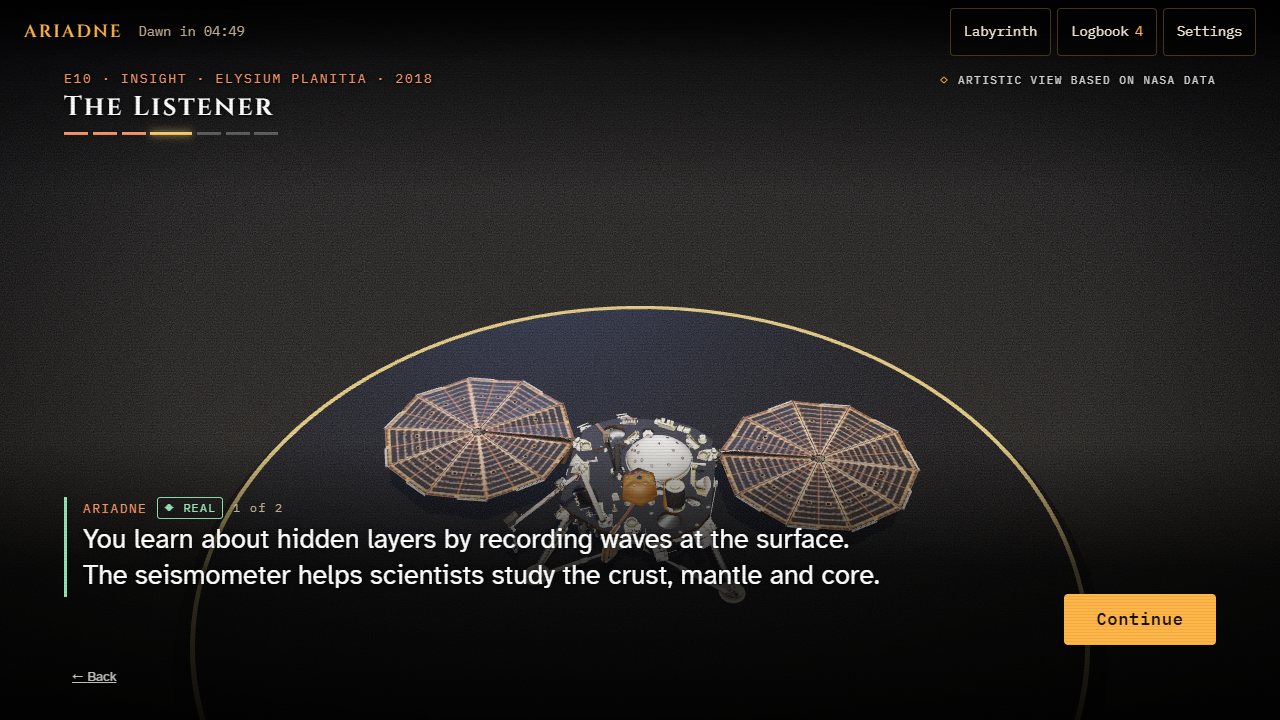 ARIADNE Dawn in 04:49 Labyrinth Logbook 4 Settings
E10 · INSIGHT · ELYSIUM PLANITIA · 2018
◇ ARTISTIC VIEW BASED ON NASA DATA
The Listener
ARIADNE ◆ REAL 1 of 2
You learn about hidden layers by recording waves at the surface.
The seismometer helps scientists study the crust, mantle and core.
Continue
← Back